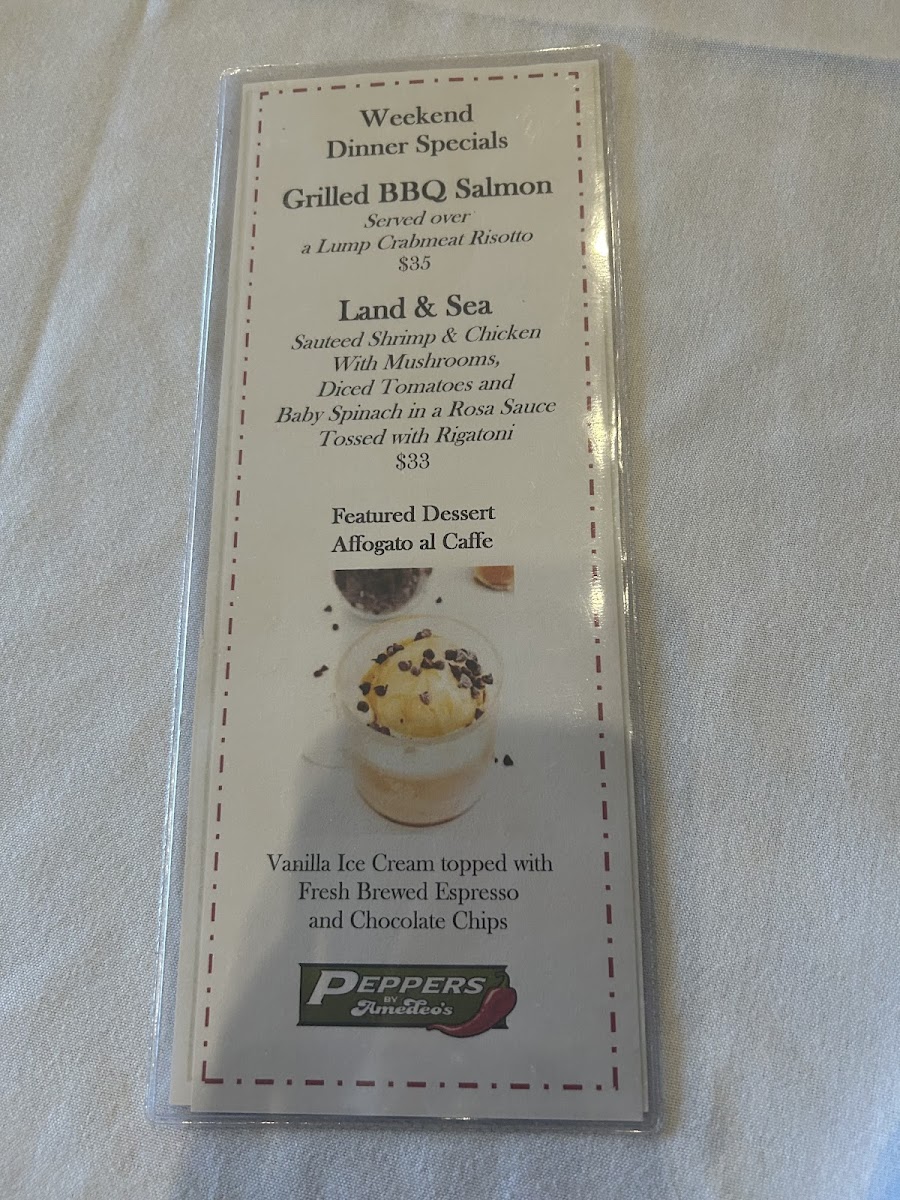 Weekend
Dinner Specials
Grilled BBQ Salmon
Served over
a Lump Crabmeat Risotto
$35
Land & Sea
Sauteed Shrimp & Chicken
With Mushrooms,
Diced Tomatoes and
Baby Spinach in a Rosa Sauce
Tossed with Rigatoni
$33
Featured Dessert
Affogato al Caffe
Vanilla Ice Cream topped with
Fresh Brewed Espresso
and Chocolate Chips
PEPPERS
BY
Amedeo's